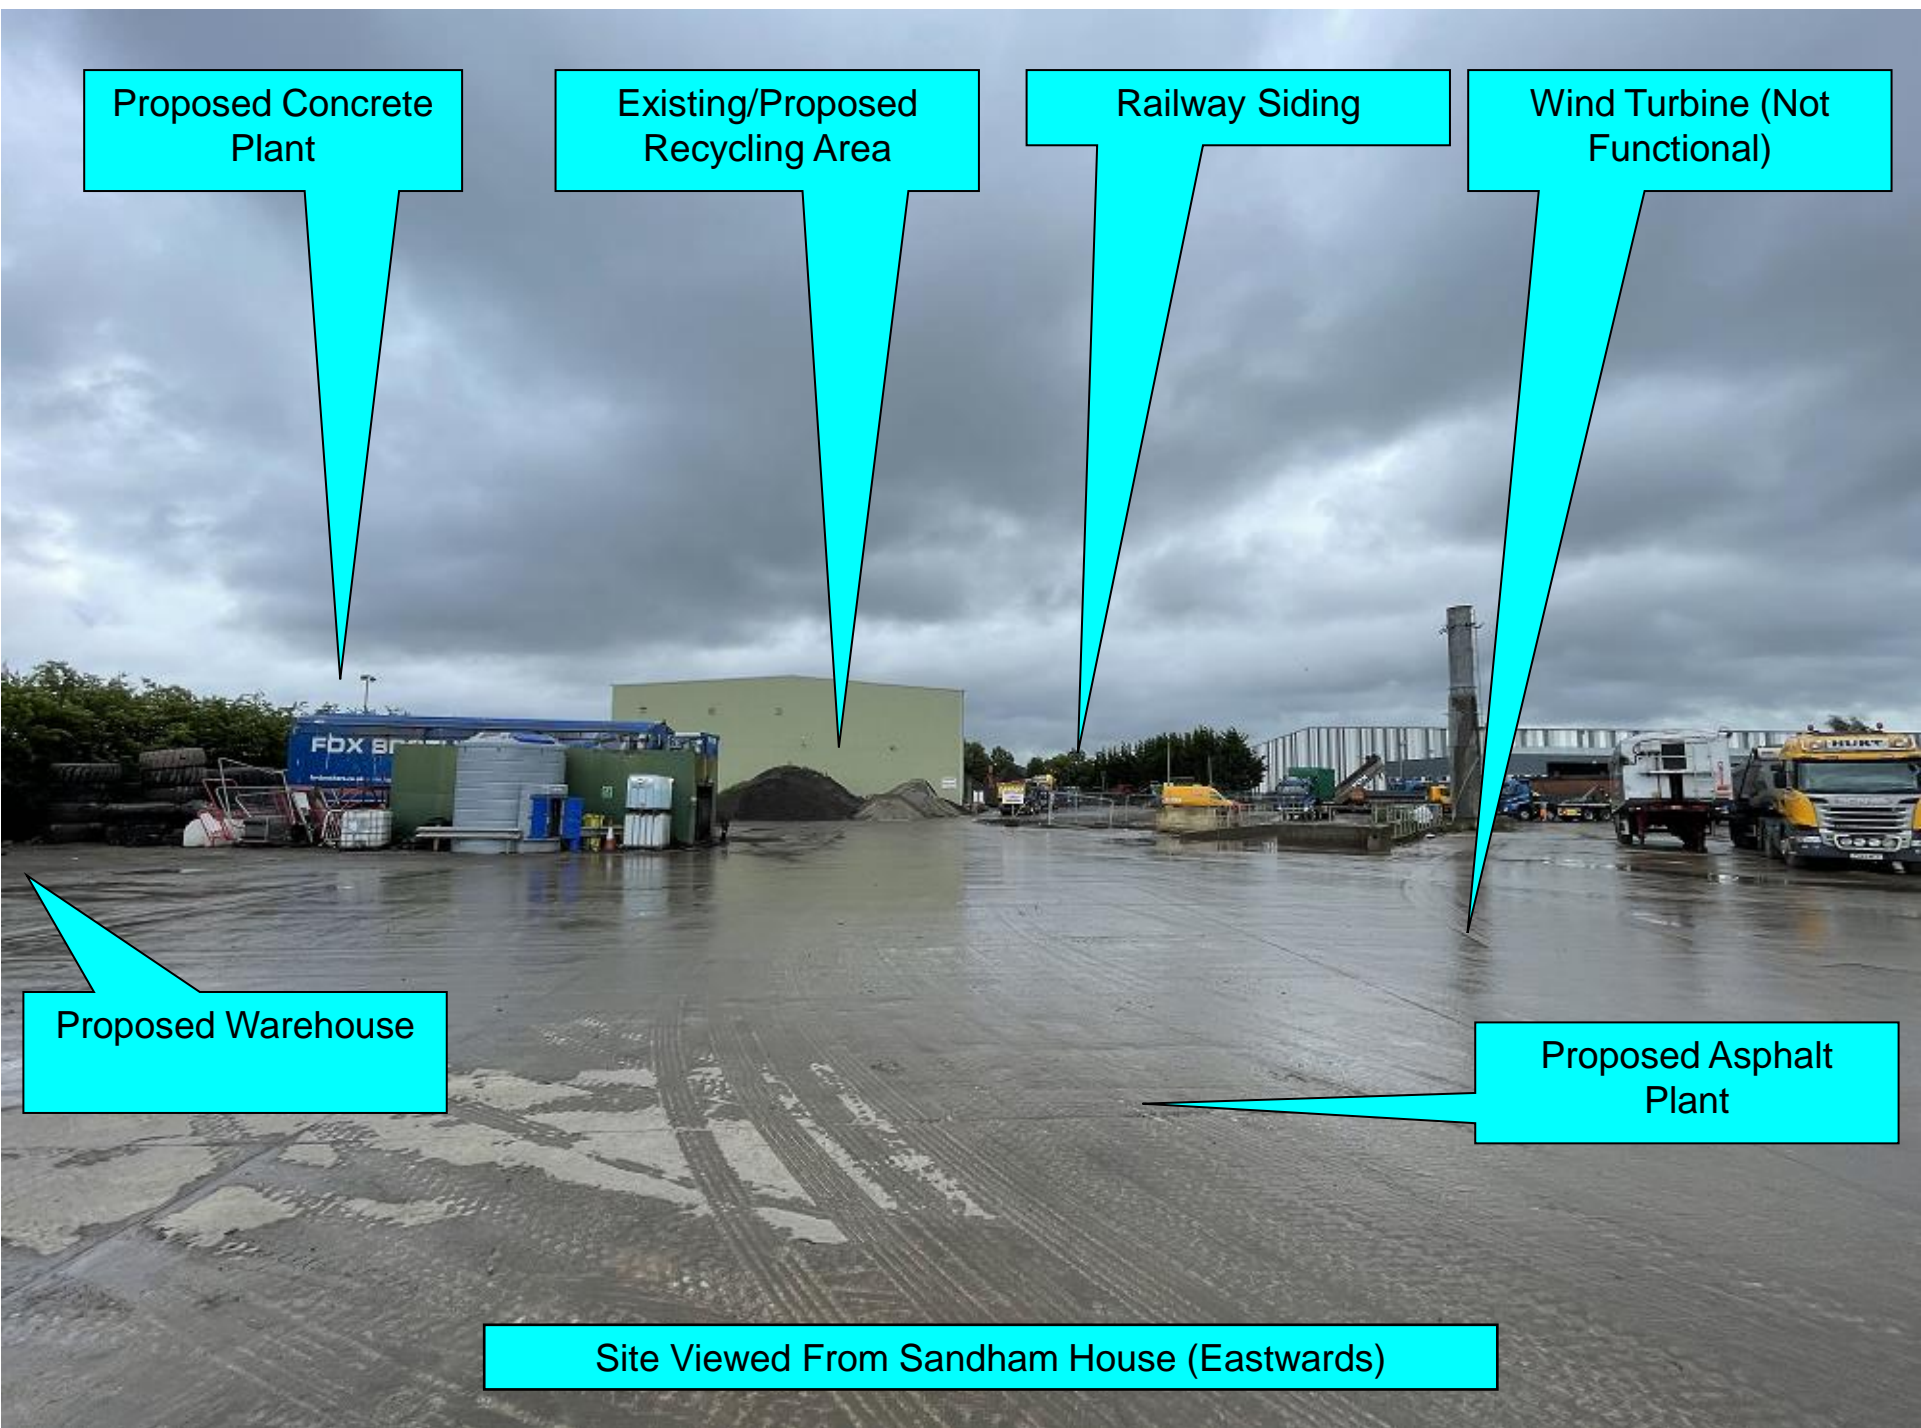 Proposed Concrete
Plant
Existing/Proposed
Recycling Area
Railway Siding
Wind Turbine (Not
Functional)
FOX
HURT
Proposed Warehouse
Proposed Asphalt
Plant
Site Viewed From Sandham House (Eastwards)